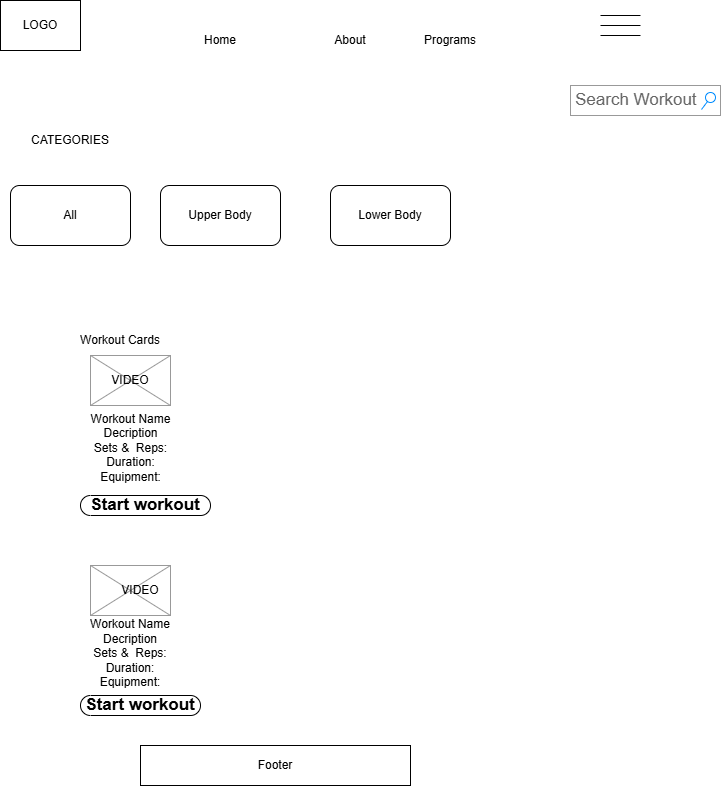 LOGO
Home
About
Programs
Search Workout
CATEGORIES
All
Upper Body
Lower Body
Workout Cards
VIDEO
Workout Name
Decription
Sets & Reps:
Duration:
Equipment:
Start workout
VIDEO
Workout Name
Decription
Sets & Reps:
Duration:
Equipment:
Start workout
Footer